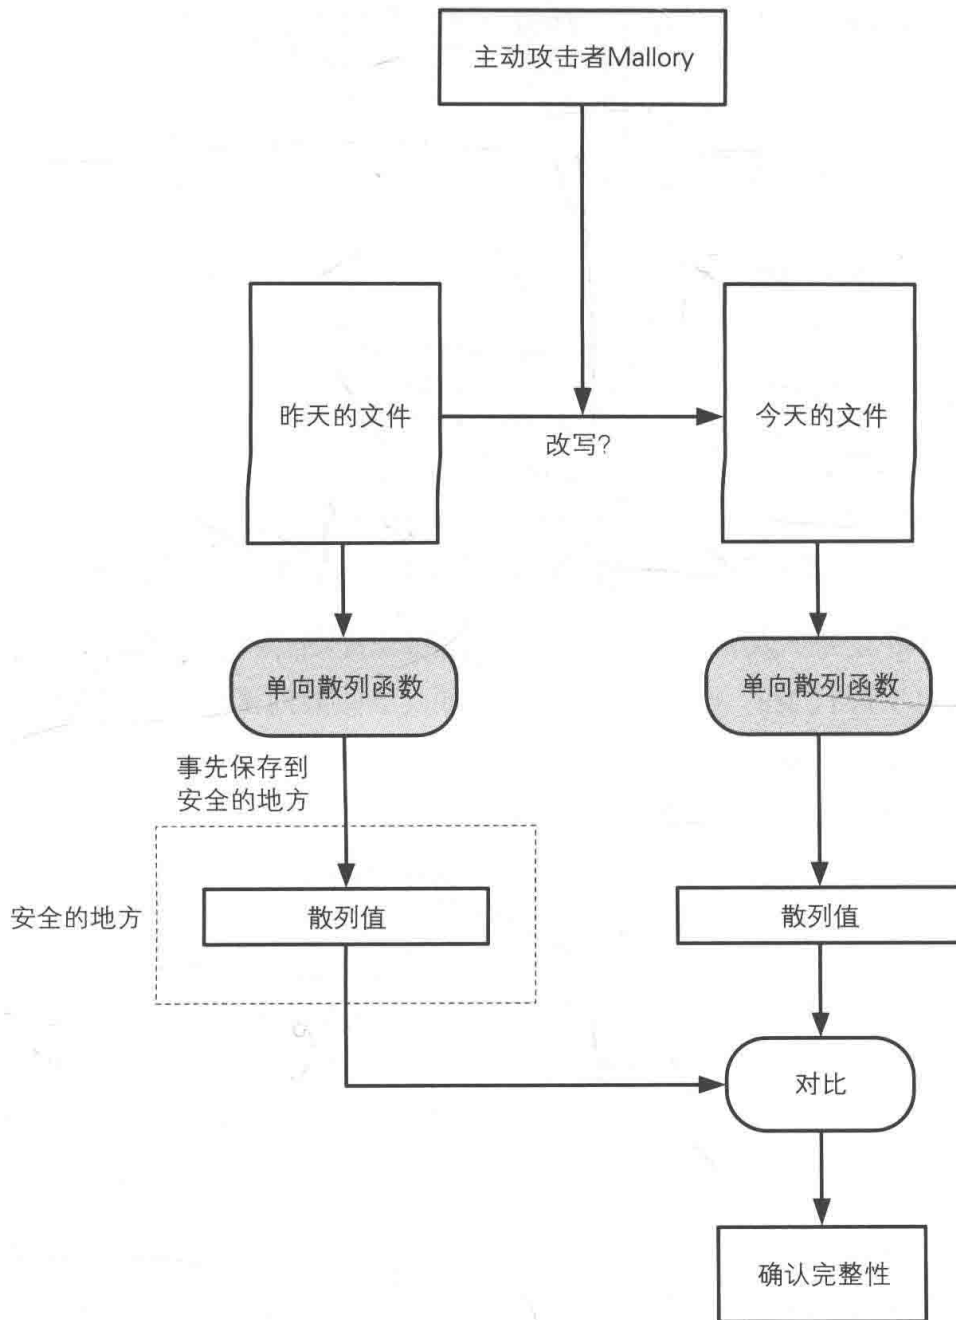 主动攻击者Mallory
昨天的文件
今天的文件
改写?
单向散列函数
单向散列函数
事先保存到
安全的地方
安全的地方
散列值
散列值
对比
确认完整性